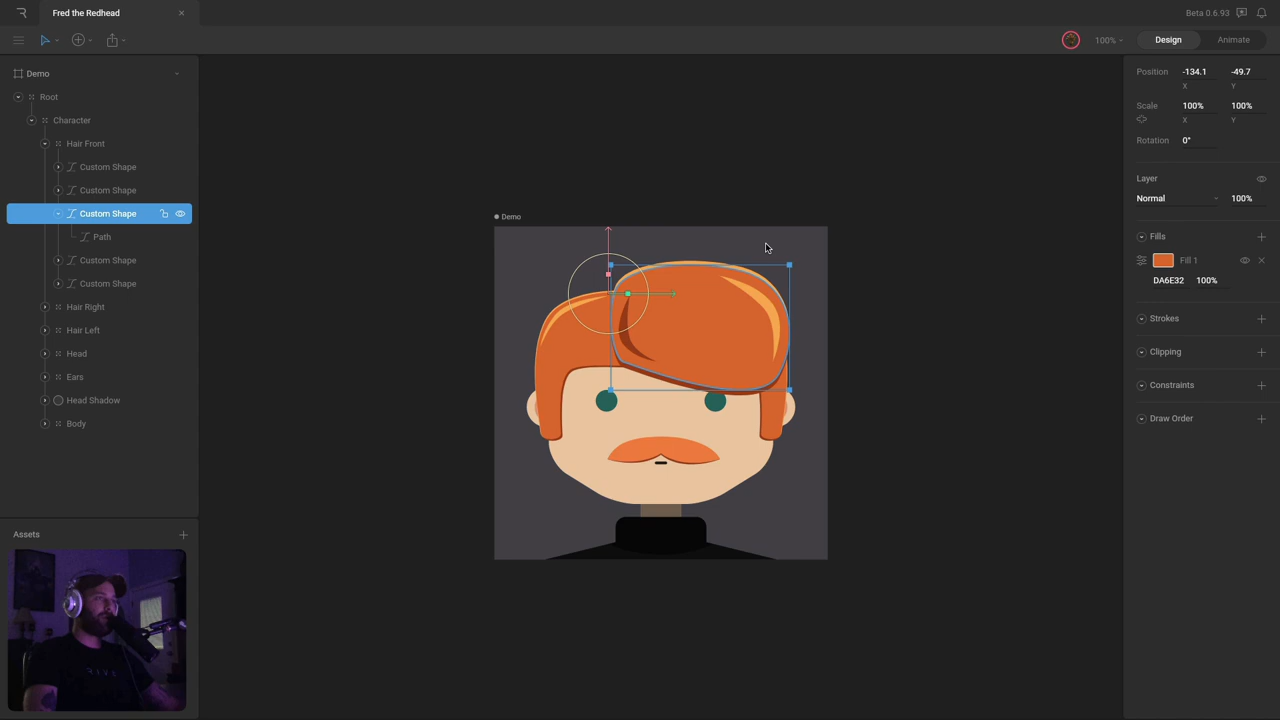 Fred the Redhead
Beta 0.6.93
100%
Design
Animate
Demo
Root
Character
Hair Front
Custom Shape
Custom Shape
Custom Shape
Path
Custom Shape
Custom Shape
Hair Right
Hair Left
Head
Ears
Head Shadow
Body
Assets
Demo
Position -134.1 -49.7
X Y
Scale 100% 100%
X Y
Rotation 0°
Layer
Normal 100%
Fills
Fill 1
DA6E32 100%
Strokes
Clipping
Constraints
Draw Order